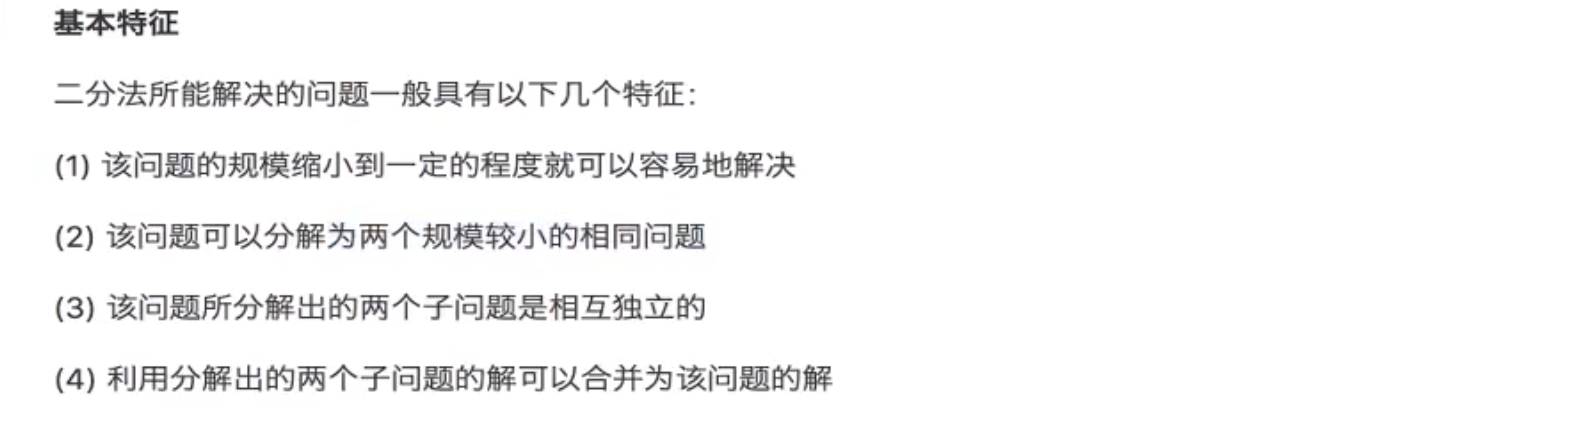 基本特征
二分法所能解决的问题一般具有以下几个特征：
(1) 该问题的规模缩小到一定的程度就可以容易地解决
(2) 该问题可以分解为两个规模较小的相同问题
(3) 该问题所分解出的两个子问题是相互独立的
(4) 利用分解出的两个子问题的解可以合并为该问题的解